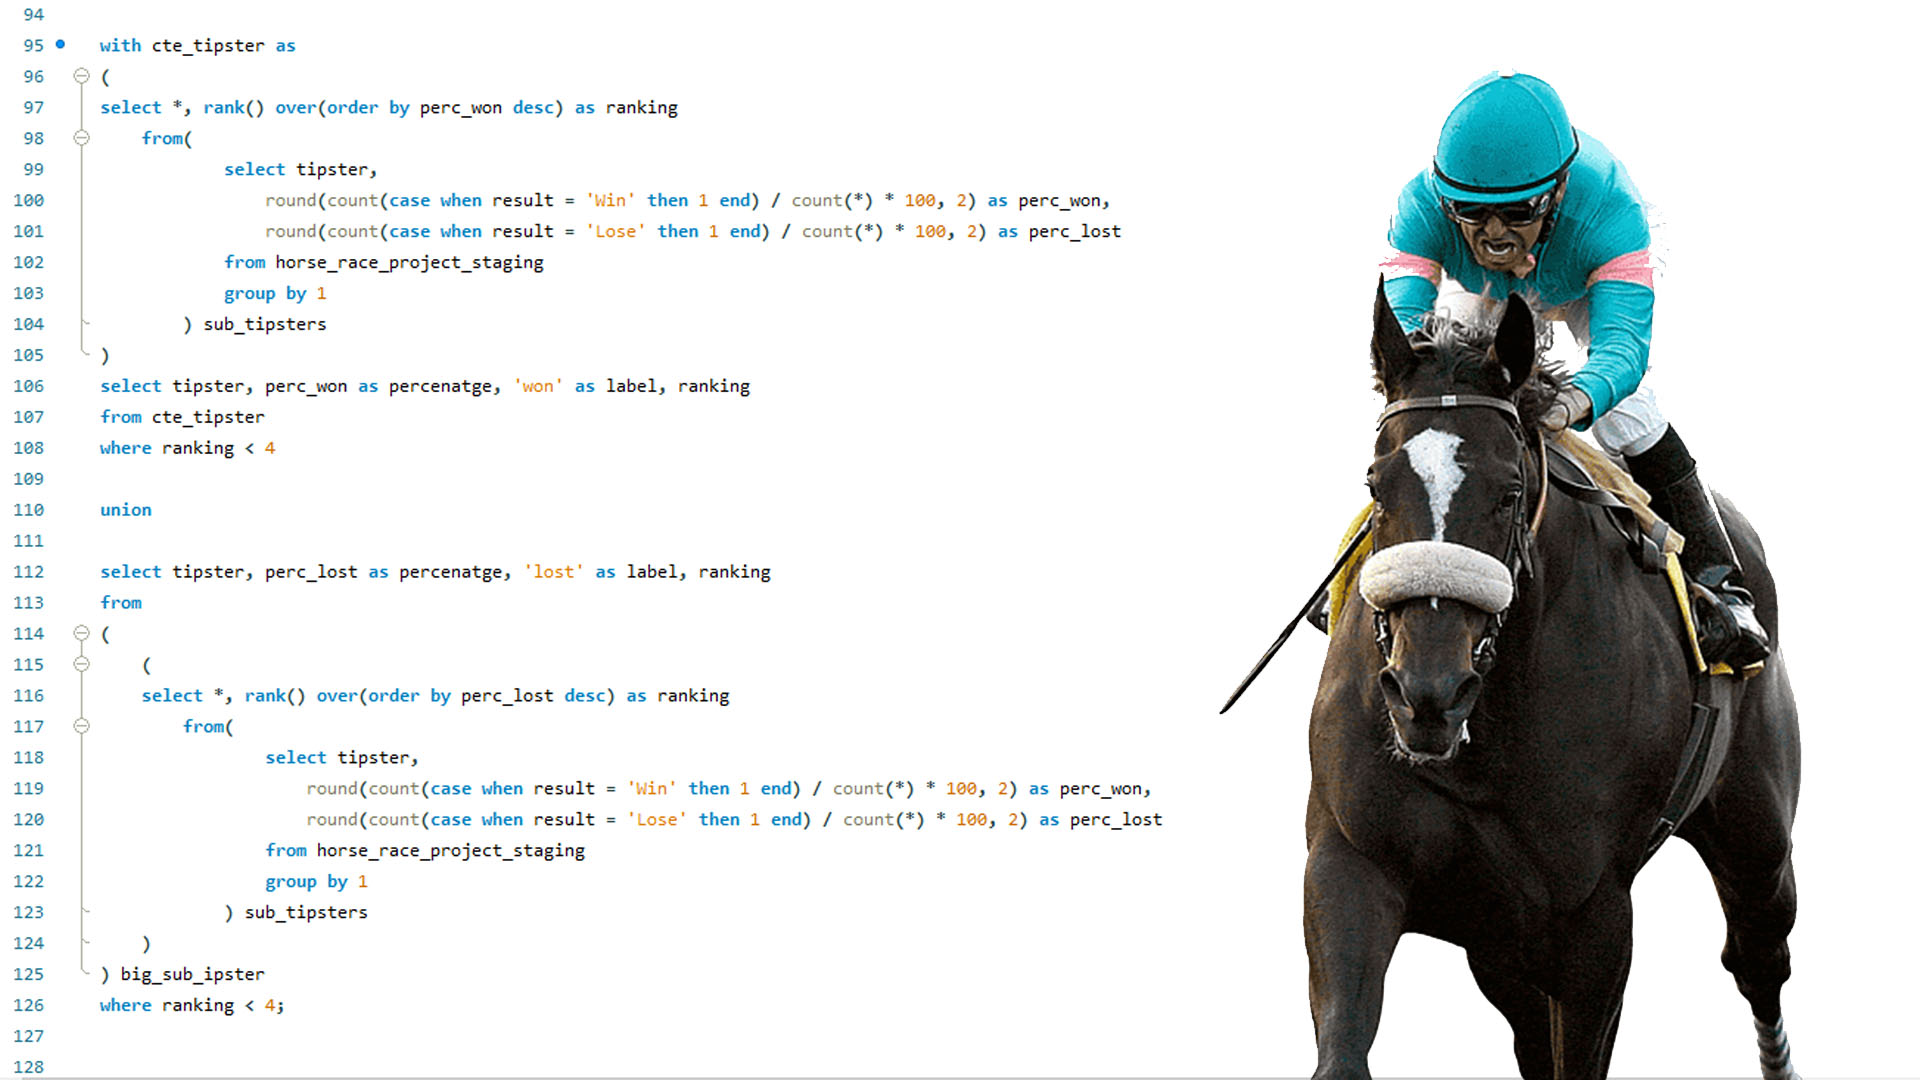 94
95 with cte_tipster as
96 (
97 select *, rank() over(order by perc_won desc) as ranking
98 from(
99 select tipster,
100 round(count(case when result = 'Win' then 1 end) / count(*) * 100, 2) as perc_won,
101 round(count(case when result = 'Lose' then 1 end) / count(*) * 100, 2) as perc_lost
102 from horse_race_project_staging
103 group by 1
104 ) sub_tipsters
105 )
106 select tipster, perc_won as percenatge, 'won' as label, ranking
107 from cte_tipster
108 where ranking < 4
109
110 union
111
112 select tipster, perc_lost as percenatge, 'lost' as label, ranking
113 from
114 (
115 (
116 select *, rank() over(order by perc_lost desc) as ranking
117 from(
118 select tipster,
119 round(count(case when result = 'Win' then 1 end) / count(*) * 100, 2) as perc_won,
120 round(count(case when result = 'Lose' then 1 end) / count(*) * 100, 2) as perc_lost
121 from horse_race_project_staging
122 group by 1
123 ) sub_tipsters
124 )
125 ) big_sub_ipster
126 where ranking < 4;
127
128